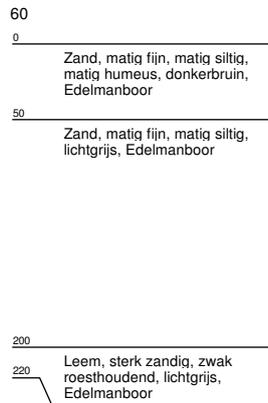 60
0
Zand, matig fijn, matig siltig,
matig humeus, donkerbruin,
Edelmanboor
50
Zand, matig fijn, matig siltig,
lichtgrijs, Edelmanboor
200
Leem, sterk zandig, zwak
roesthoudend, lichtgrijs,
Edelmanboor
220